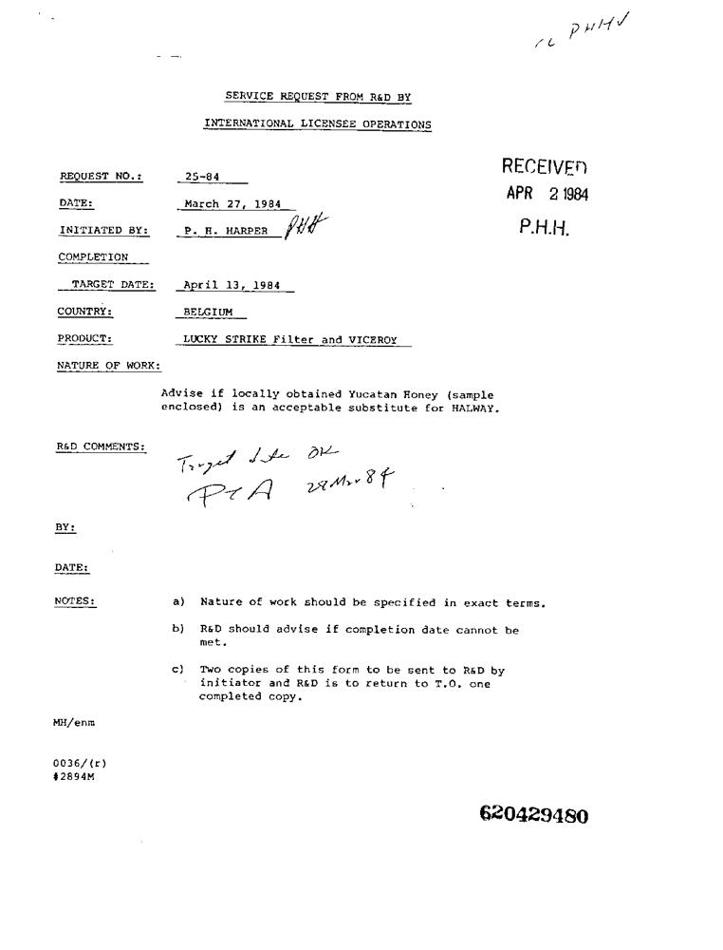 cc PHH
SERVICE REQUEST FROM R&D BY
INTERNATIONAL LICENSEE OPERATIONS
RECEIVED
REQUEST NO.: 25-84
APR 2 1984
DATE: March 27, 1984
INITIATED BY: P. H. HARPER PHH
P.H.H.
COMPLETION
TARGET DATE: April 13, 1984
COUNTRY: BELGIUM
PRODUCT: LUCKY STRIKE Filter and VICEROY
NATURE OF WORK:
Advise if locally obtained Yucatan Honey (sample
enclosed) is an acceptable substitute for HALWAY.
R&D COMMENTS: Target date OK
84
BY:
DATE:
NOTES: a) Nature of work should be specified in exact terms.
b) R&D should advise if completion date cannot be
met.
c) Two copies of this form to be sent to R&D by
initiator and R&D is to return to T.O. one
completed copy.
MH/enm
0036/(r)
#2894M
620429480